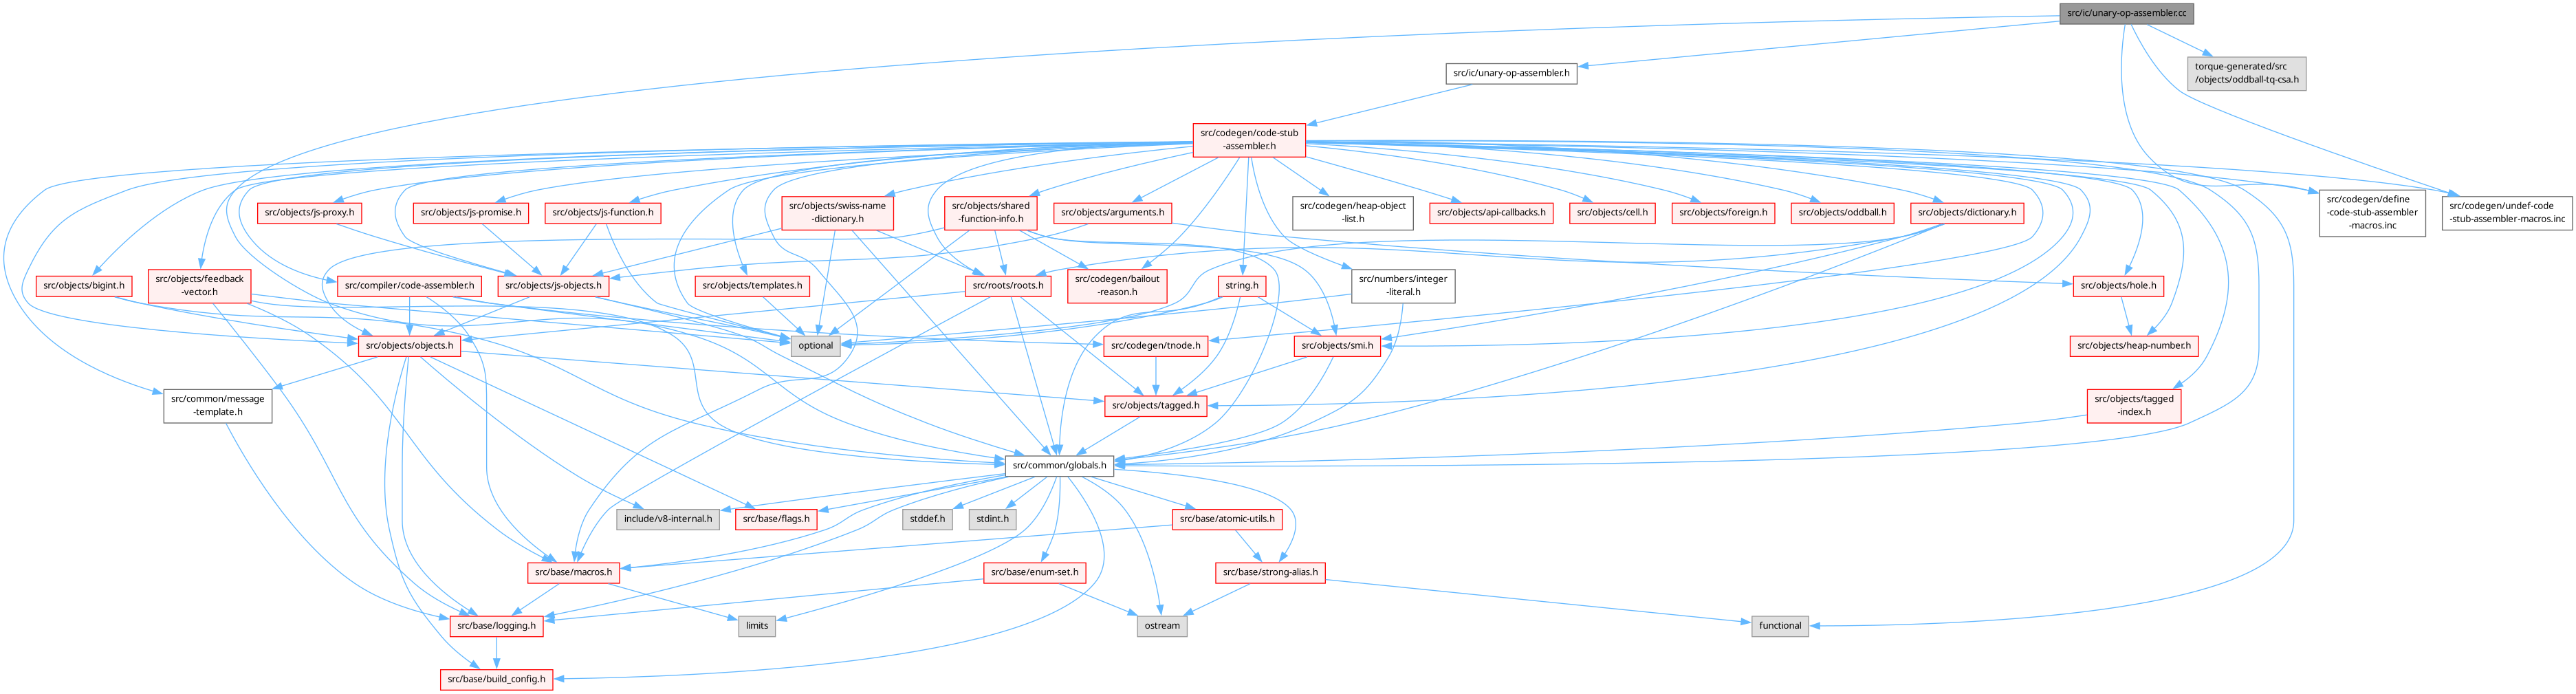 src/ic/unary-op-assembler.cc
src/ic/unary-op-assembler.h
torque-generated/src
/objects/oddball-tq-csa.h
src/codegen/code-stub
-assembler.h
src/objects/js-proxy.h
src/objects/js-promise.h
src/objects/js-function.h
src/objects/swiss-name
-dictionary.h
src/objects/shared
-function-info.h
src/objects/arguments.h
src/codegen/heap-object
-list.h
src/objects/api-callbacks.h
src/objects/cell.h
src/objects/foreign.h
src/objects/oddball.h
src/objects/dictionary.h
src/codegen/define
-code-stub-assembler
-macros.inc
src/codegen/undef-code
-stub-assembler-macros.inc
src/objects/bigint.h
src/objects/feedback
-vector.h
src/compiler/code-assembler.h
src/objects/js-objects.h
src/objects/templates.h
src/roots/roots.h
src/codegen/bailout
-reason.h
string.h
src/numbers/integer
-literal.h
src/objects/hole.h
src/objects/objects.h
optional
src/codegen/tnode.h
src/objects/smi.h
src/objects/heap-number.h
src/common/message
-template.h
src/objects/tagged.h
src/objects/tagged
-index.h
src/common/globals.h
include/v8-internal.h
src/base/flags.h
stddef.h
stdint.h
src/base/atomic-utils.h
src/base/macros.h
src/base/enum-set.h
src/base/strong-alias.h
src/base/logging.h
limits
ostream
functional
src/base/build_config.h